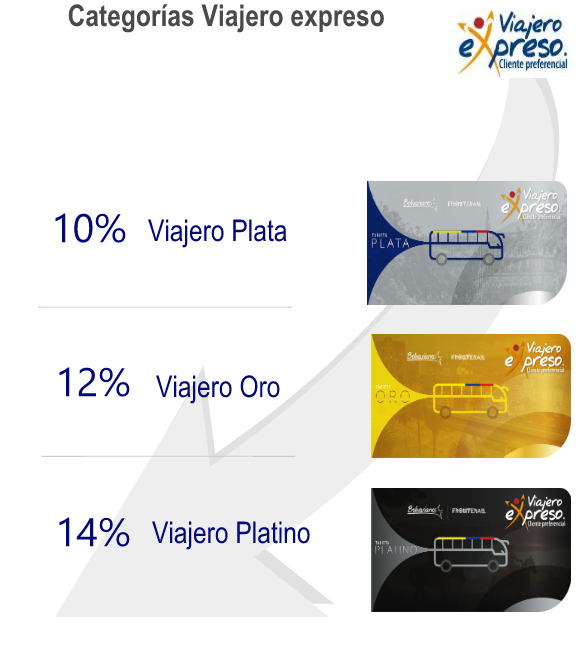 Categorías Viajero expreso
Viajero
expreso.
Cliente preferencial
10% Viajero Plata
Bolivariano FRONTERAS
Viajero
expreso.
Cliente preferencial
TARJETA
PLATA
12% Viajero Oro
Bolivariano FRONTERAS
Viajero
expreso.
Cliente preferencial
TARJETA
ORO
14% Viajero Platino
Bolivariano FRONTERAS
Viajero
expreso.
Cliente preferencial
TARJETA
PLATINO